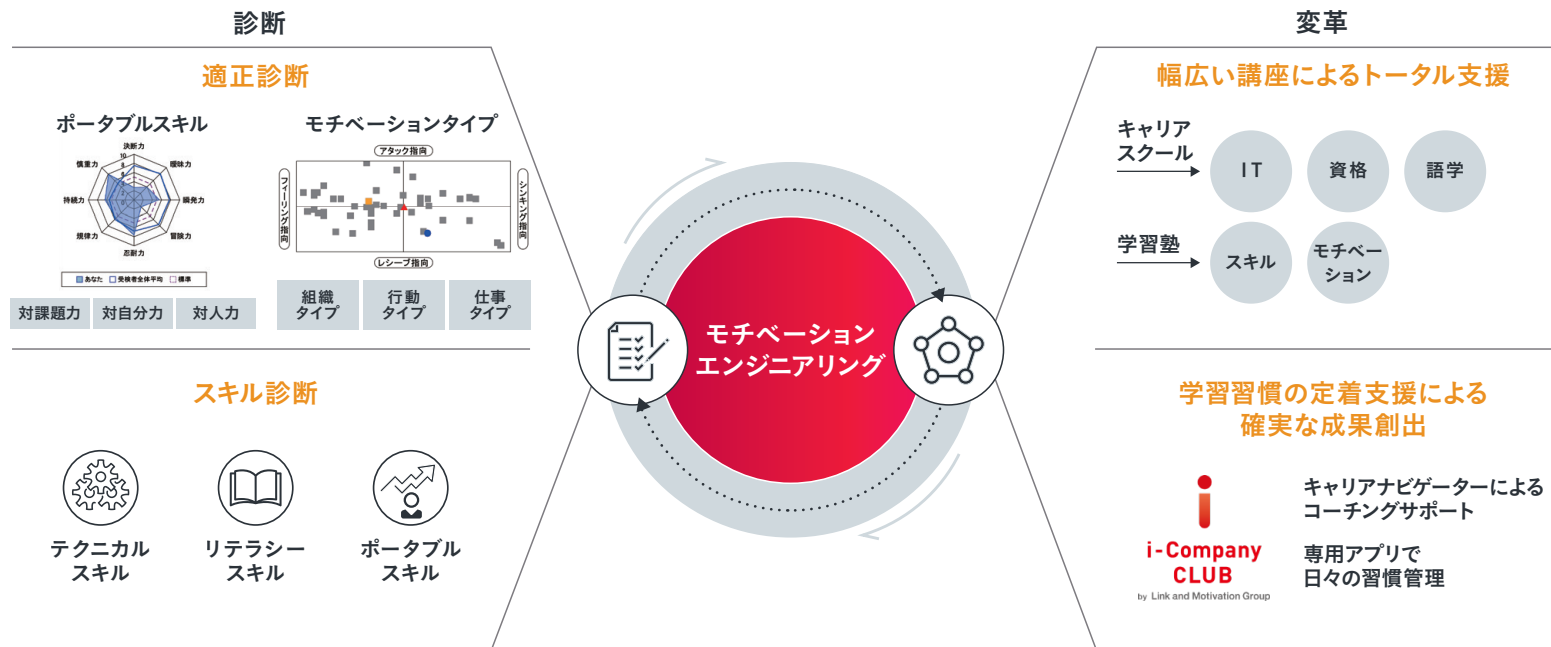 診断
適正診断
ポータブルスキル
決断力
曖昧力
瞬発力
冒険力
忍耐力
規律力
持続力
慎重力
10
8
6
4
2
0
あなた 受検者全体平均 標準
対課題力 対自分力 対人力
モチベーションタイプ
アタック指向
フィーリング指向
シンキング指向
レシーブ指向
組織
タイプ
行動
タイプ
仕事
タイプ
スキル診断
テクニカル
スキル
リテラシー
スキル
ポータブル
スキル
モチベーション
エンジニアリング
変革
幅広い講座によるトータル支援
キャリア
スクール
IT 資格 語学
学習塾
スキル
モチベー
ション
学習習慣の定着支援による
確実な成果創出
i-Company
CLUB
by Link and Motivation Group
キャリアナビゲーターによる
コーチングサポート
専用アプリで
日々の習慣管理